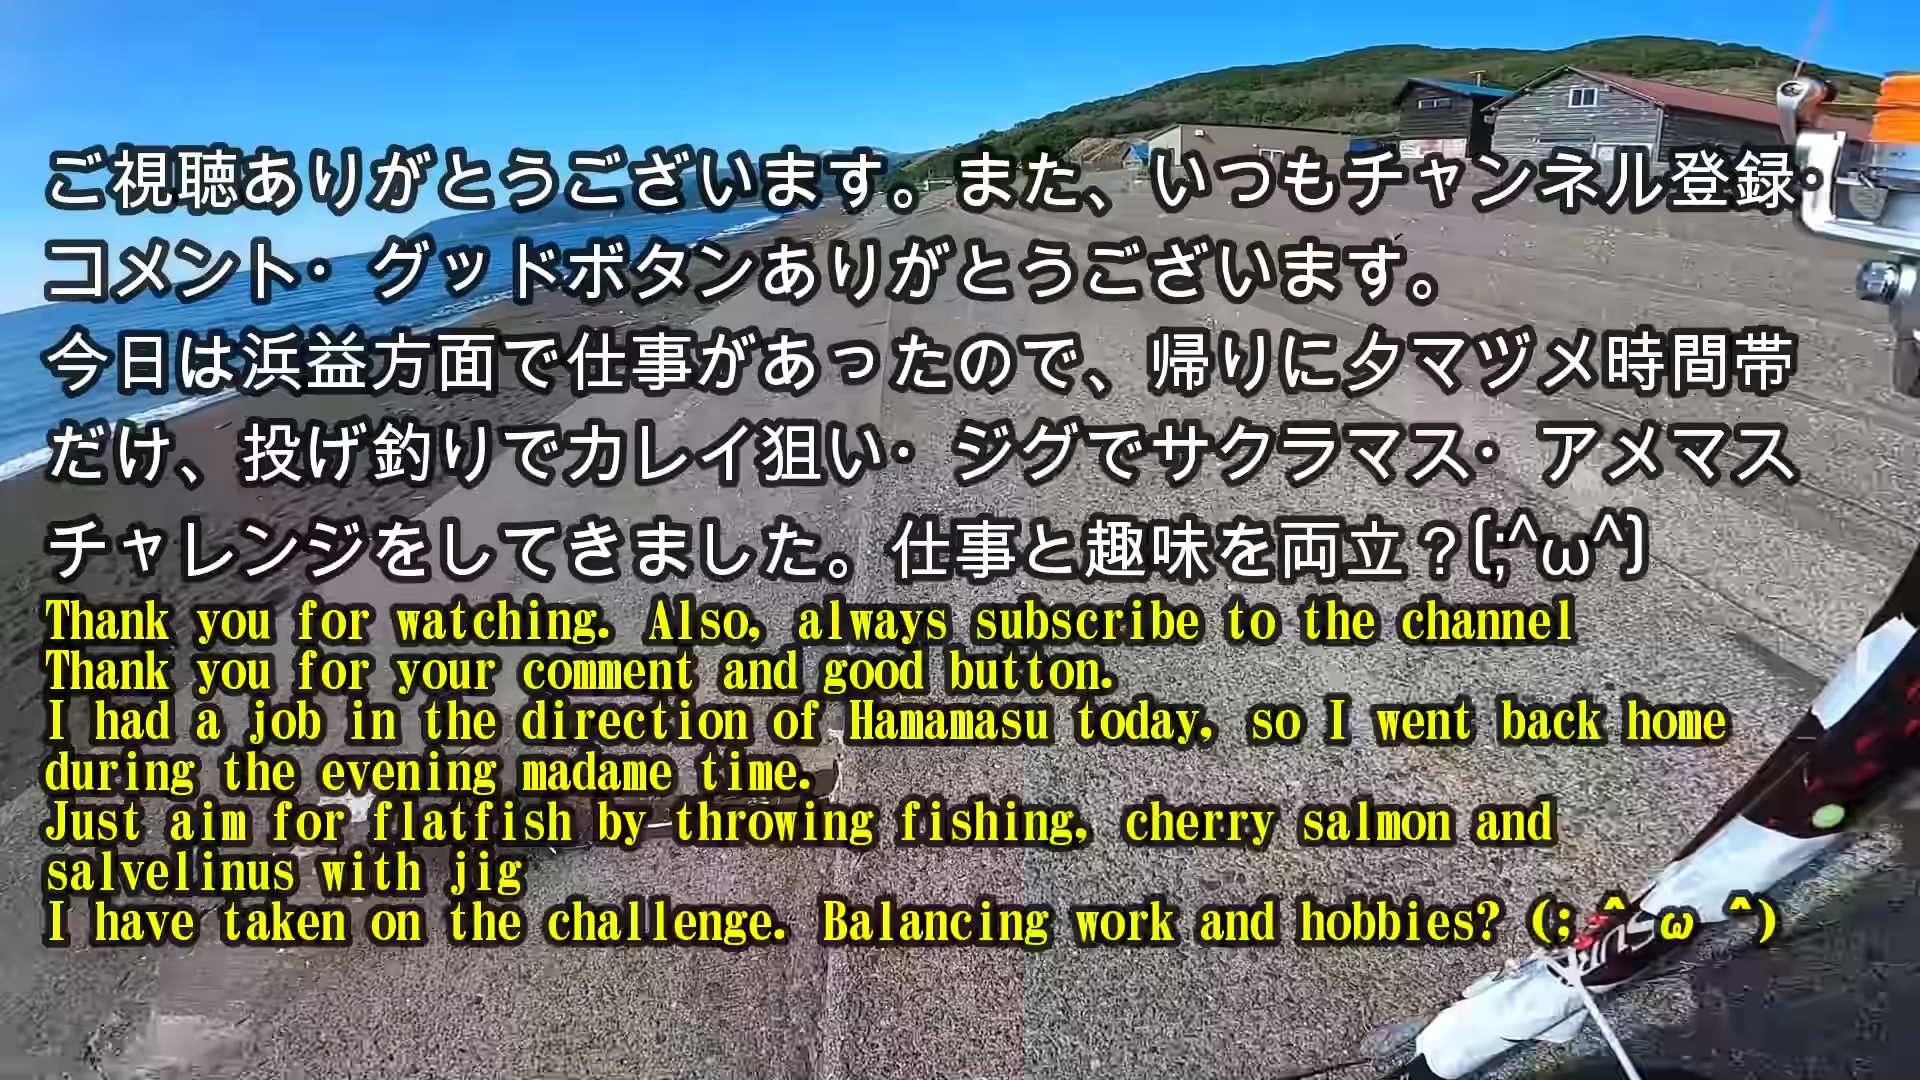 ご視聴ありがとうございます。また、いつもチャンネル登録・
コメント・グッドボタンありがとうございます。
今日は浜益方面で仕事があったので、帰りに夕マヅメ時間帯
だけ、投げ釣りでカレイ狙い・ジグでサクラマス・アメマス
チャレンジをしてきました。仕事と趣味を両立？(;^ω^)
Thank you for watching. Also, always subscribe to the channel
Thank you for your comment and good button.
I had a job in the direction of Hamamasu today, so I went back home
during the evening madame time.
Just aim for flatfish by throwing fishing, cherry salmon and
salvelinus with jig
I have taken on the challenge. Balancing work and hobbies? (; ^ ω ^)